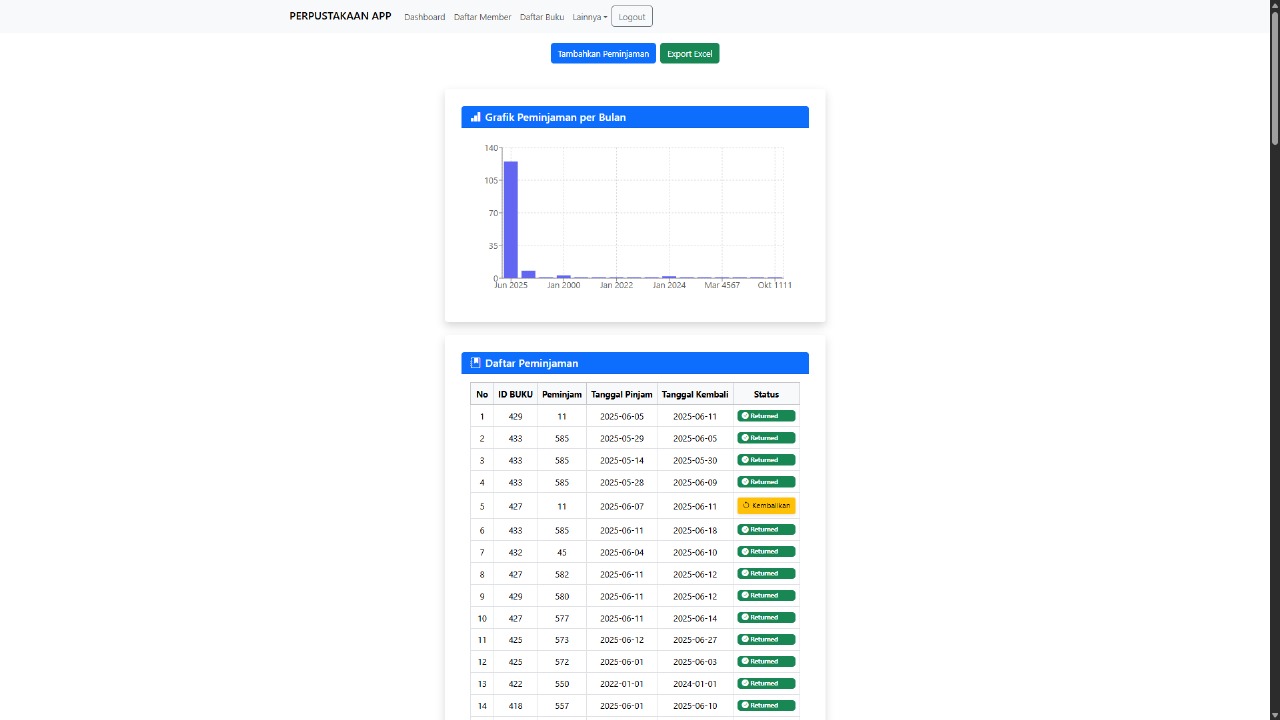 PERPUSTAKAAN APP Dashboard Daftar Member Daftar Buku Lainnya Logout
Tambahkan Peminjaman Export Excel
Grafik Peminjaman per Bulan
140
105
70
35
0
Jun 2025 Jan 2000 Jan 2022 Jan 2024 Mar 4567 Okt 1111
Daftar Peminjaman
No ID BUKU Peminjam Tanggal Pinjam Tanggal Kembali Status
1 429 11 2025-06-05 2025-06-11 Returned
2 433 585 2025-05-29 2025-06-05 Returned
3 433 585 2025-05-14 2025-05-30 Returned
4 433 585 2025-05-28 2025-06-09 Returned
5 427 11 2025-06-07 2025-06-11 Kembalikan
6 433 585 2025-06-11 2025-06-18 Returned
7 432 45 2025-06-04 2025-06-10 Returned
8 427 582 2025-06-11 2025-06-12 Returned
9 429 580 2025-06-11 2025-06-12 Returned
10 427 577 2025-06-11 2025-06-14 Returned
11 425 573 2025-06-12 2025-06-27 Returned
12 425 572 2025-06-01 2025-06-03 Returned
13 422 550 2022-01-01 2024-01-01 Returned
14 418 557 2025-06-01 2025-06-10 Returned